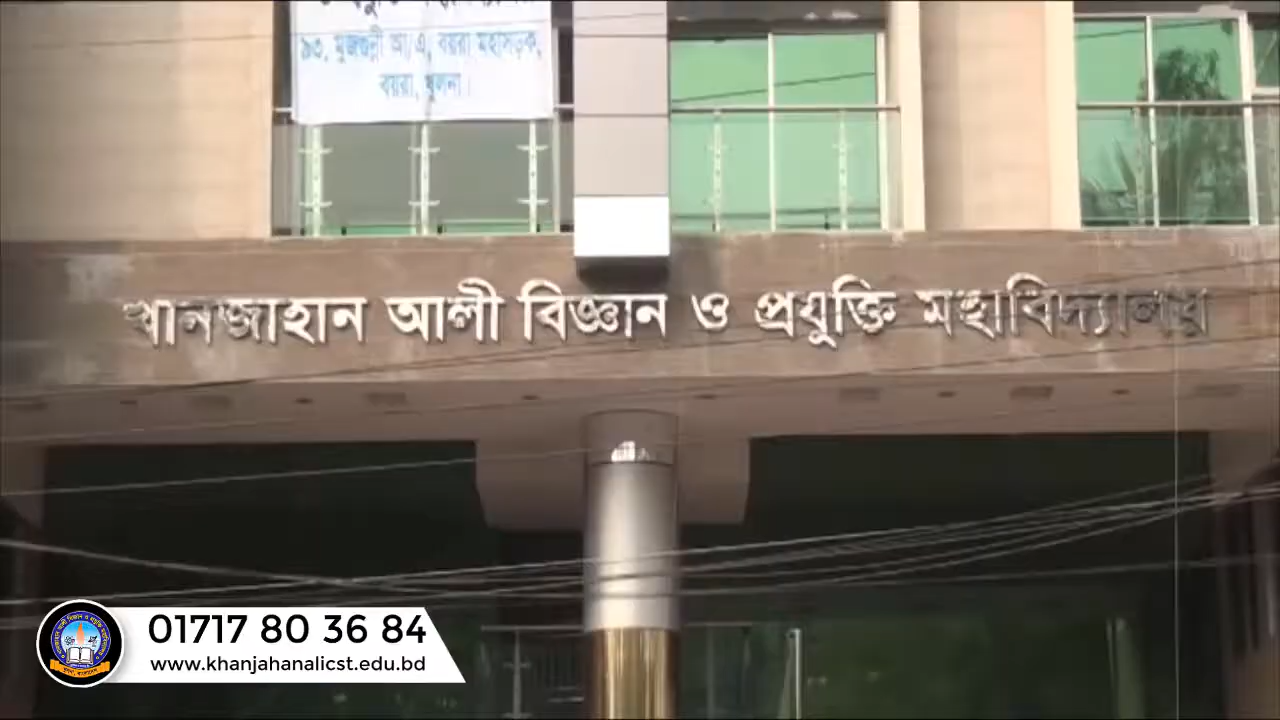 ৯৩, মুজগুন্নী আ/এ, বয়রা মহাসড়ক,
বয়রা, খুলনা।
খানজাহান আলী বিজ্ঞান ও প্রযুক্তি মহাবিদ্যালয়
01717 80 36 84
www.khanjahanalicst.edu.bd